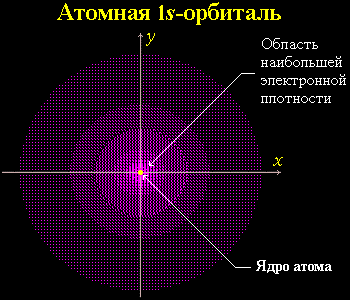 Атомная 1s-орбиталь
y
Область
наибольшей
электронной
плотности
x
Ядро атома